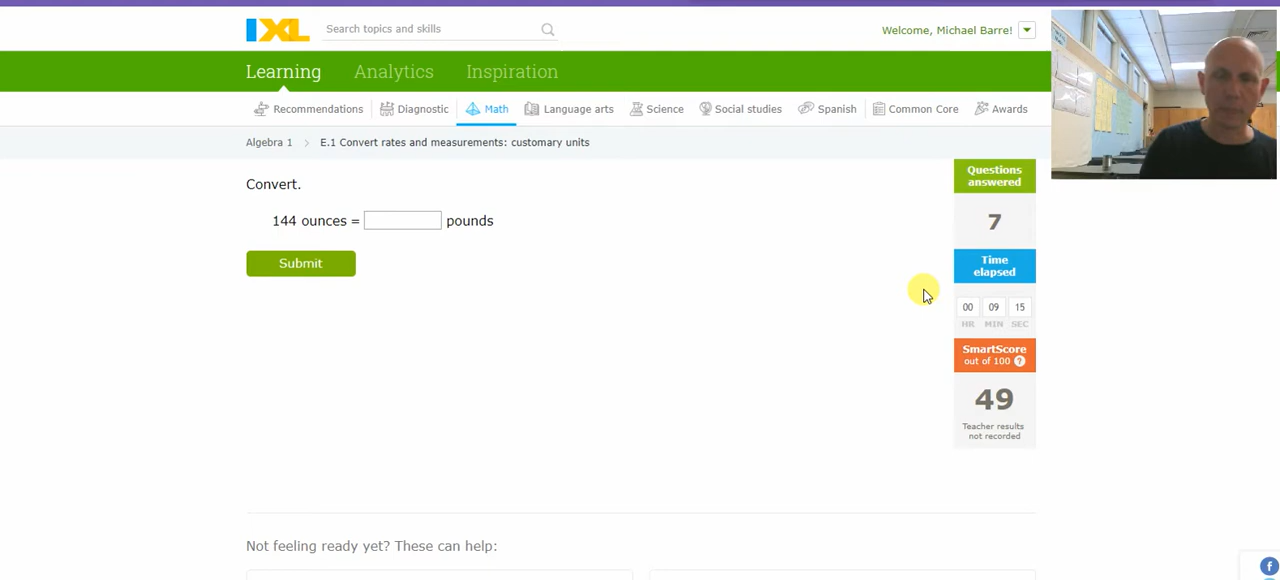 IXL
Search topics and skills
Welcome, Michael Barre!
Learning Analytics Inspiration
Recommendations Diagnostic Math Language arts Science Social studies Spanish Common Core Awards
Algebra 1 > E.1 Convert rates and measurements: customary units
Convert.
144 ounces = pounds
Submit
Questions
answered
7
Time
elapsed
00 09 15
HR MIN SEC
SmartScore
out of 100 ?
49
Teacher results
not recorded
Not feeling ready yet? These can help:
f